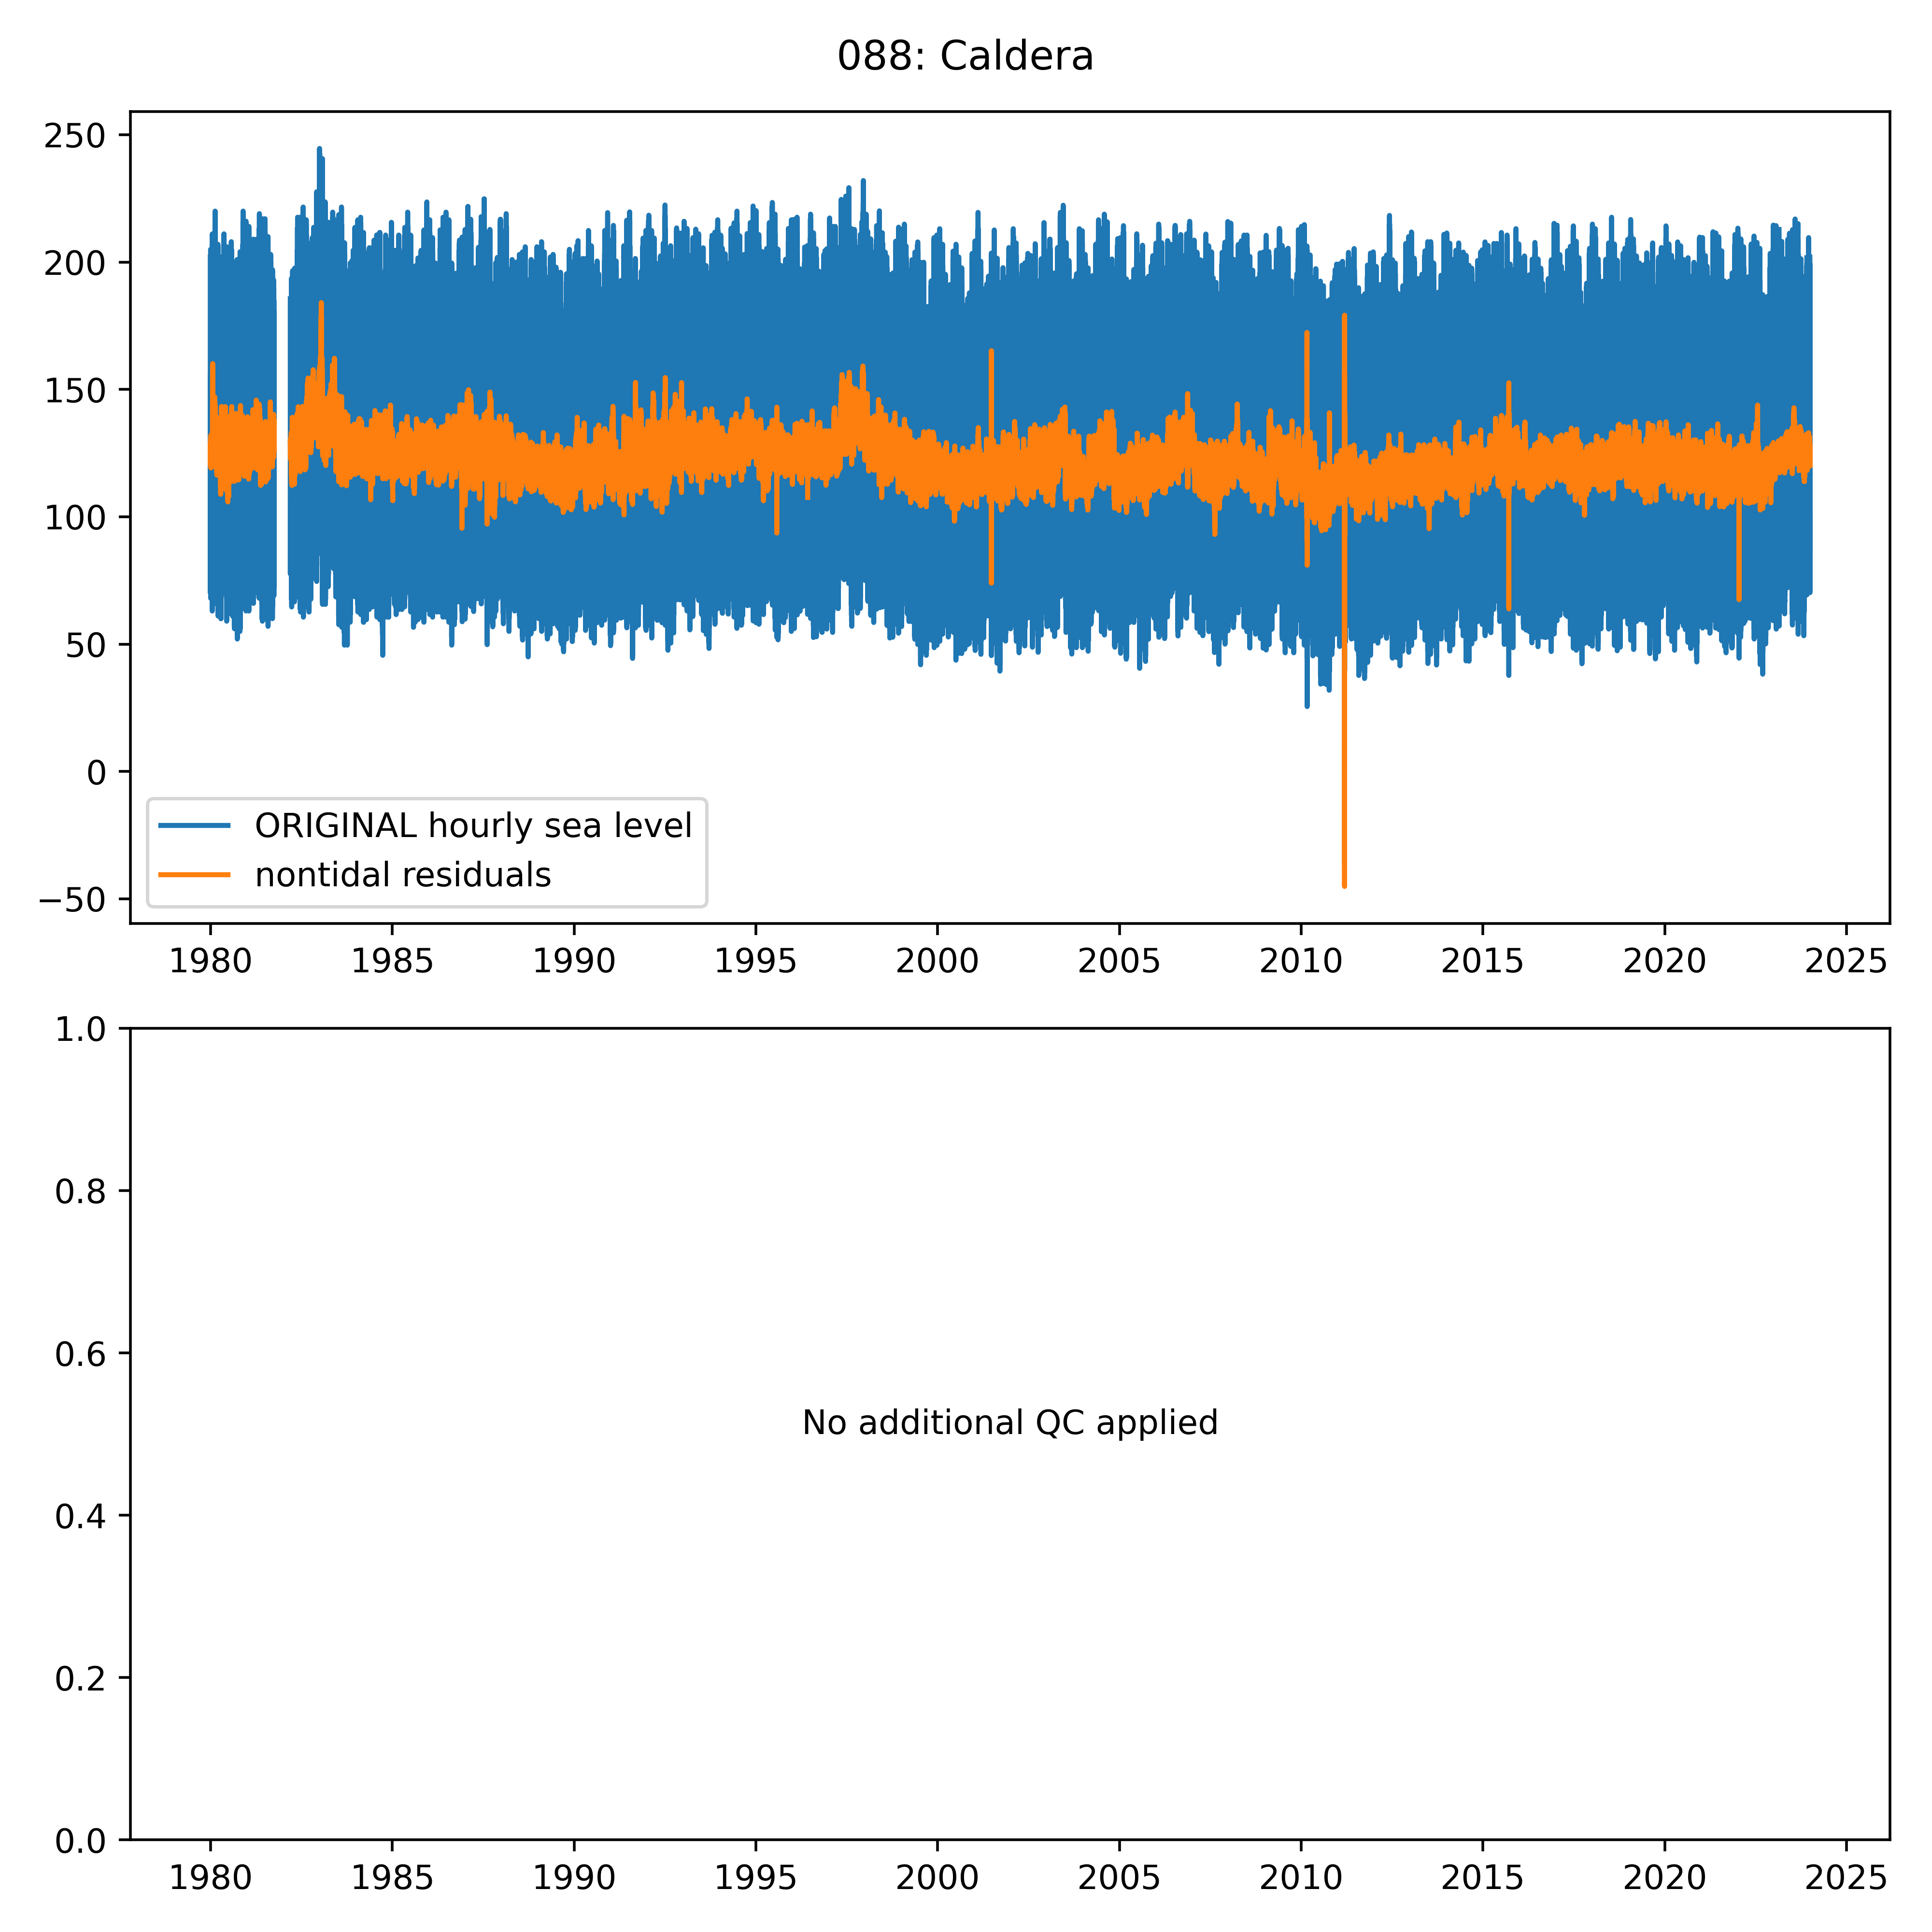 088: Caldera
250
200
150
100
50
0
−50
ORIGINAL hourly sea level
nontidal residuals
1980 1985 1990 1995 2000 2005 2010 2015 2020 2025
1.0
0.8
0.6
0.4
0.2
0.0
No additional QC applied
1980 1985 1990 1995 2000 2005 2010 2015 2020 2025